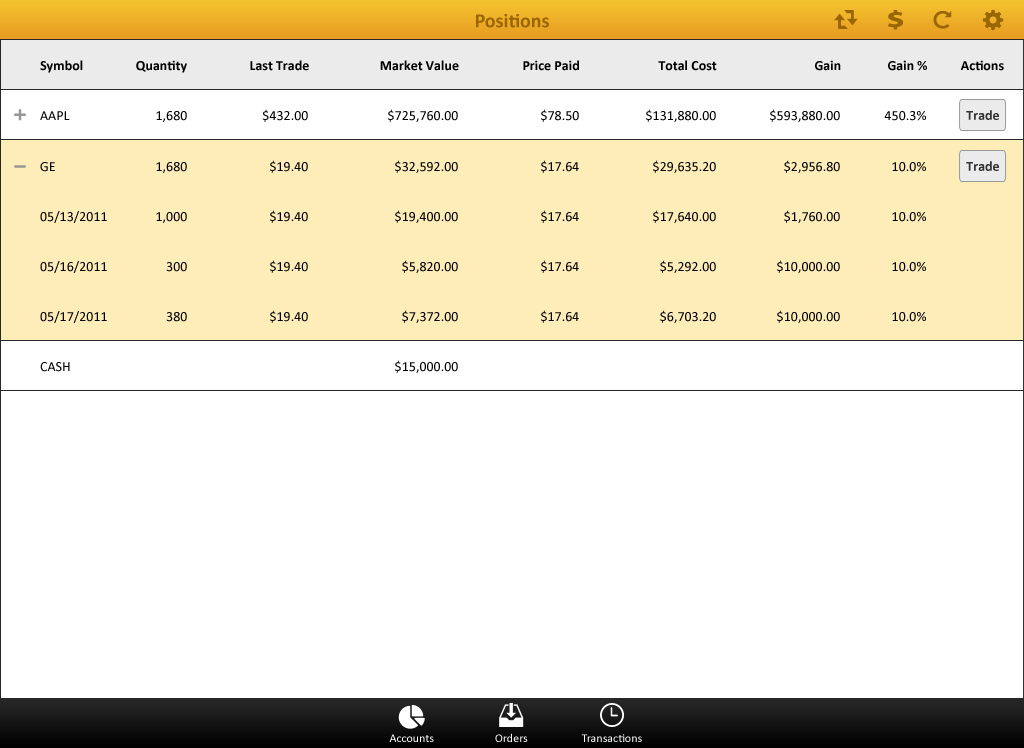 Positions
Symbol Quantity Last Trade Market Value Price Paid Total Cost Gain Gain % Actions
AAPL 1,680 $432.00 $725,760.00 $78.50 $131,880.00 $593,880.00 450.3% Trade
GE 1,680 $19.40 $32,592.00 $17.64 $29,635.20 $2,956.80 10.0% Trade
05/13/2011 1,000 $19.40 $19,400.00 $17.64 $17,640.00 $1,760.00 10.0%
05/16/2011 300 $19.40 $5,820.00 $17.64 $5,292.00 $10,000.00 10.0%
05/17/2011 380 $19.40 $7,372.00 $17.64 $6,703.20 $10,000.00 10.0%
CASH $15,000.00
Accounts Orders Transactions